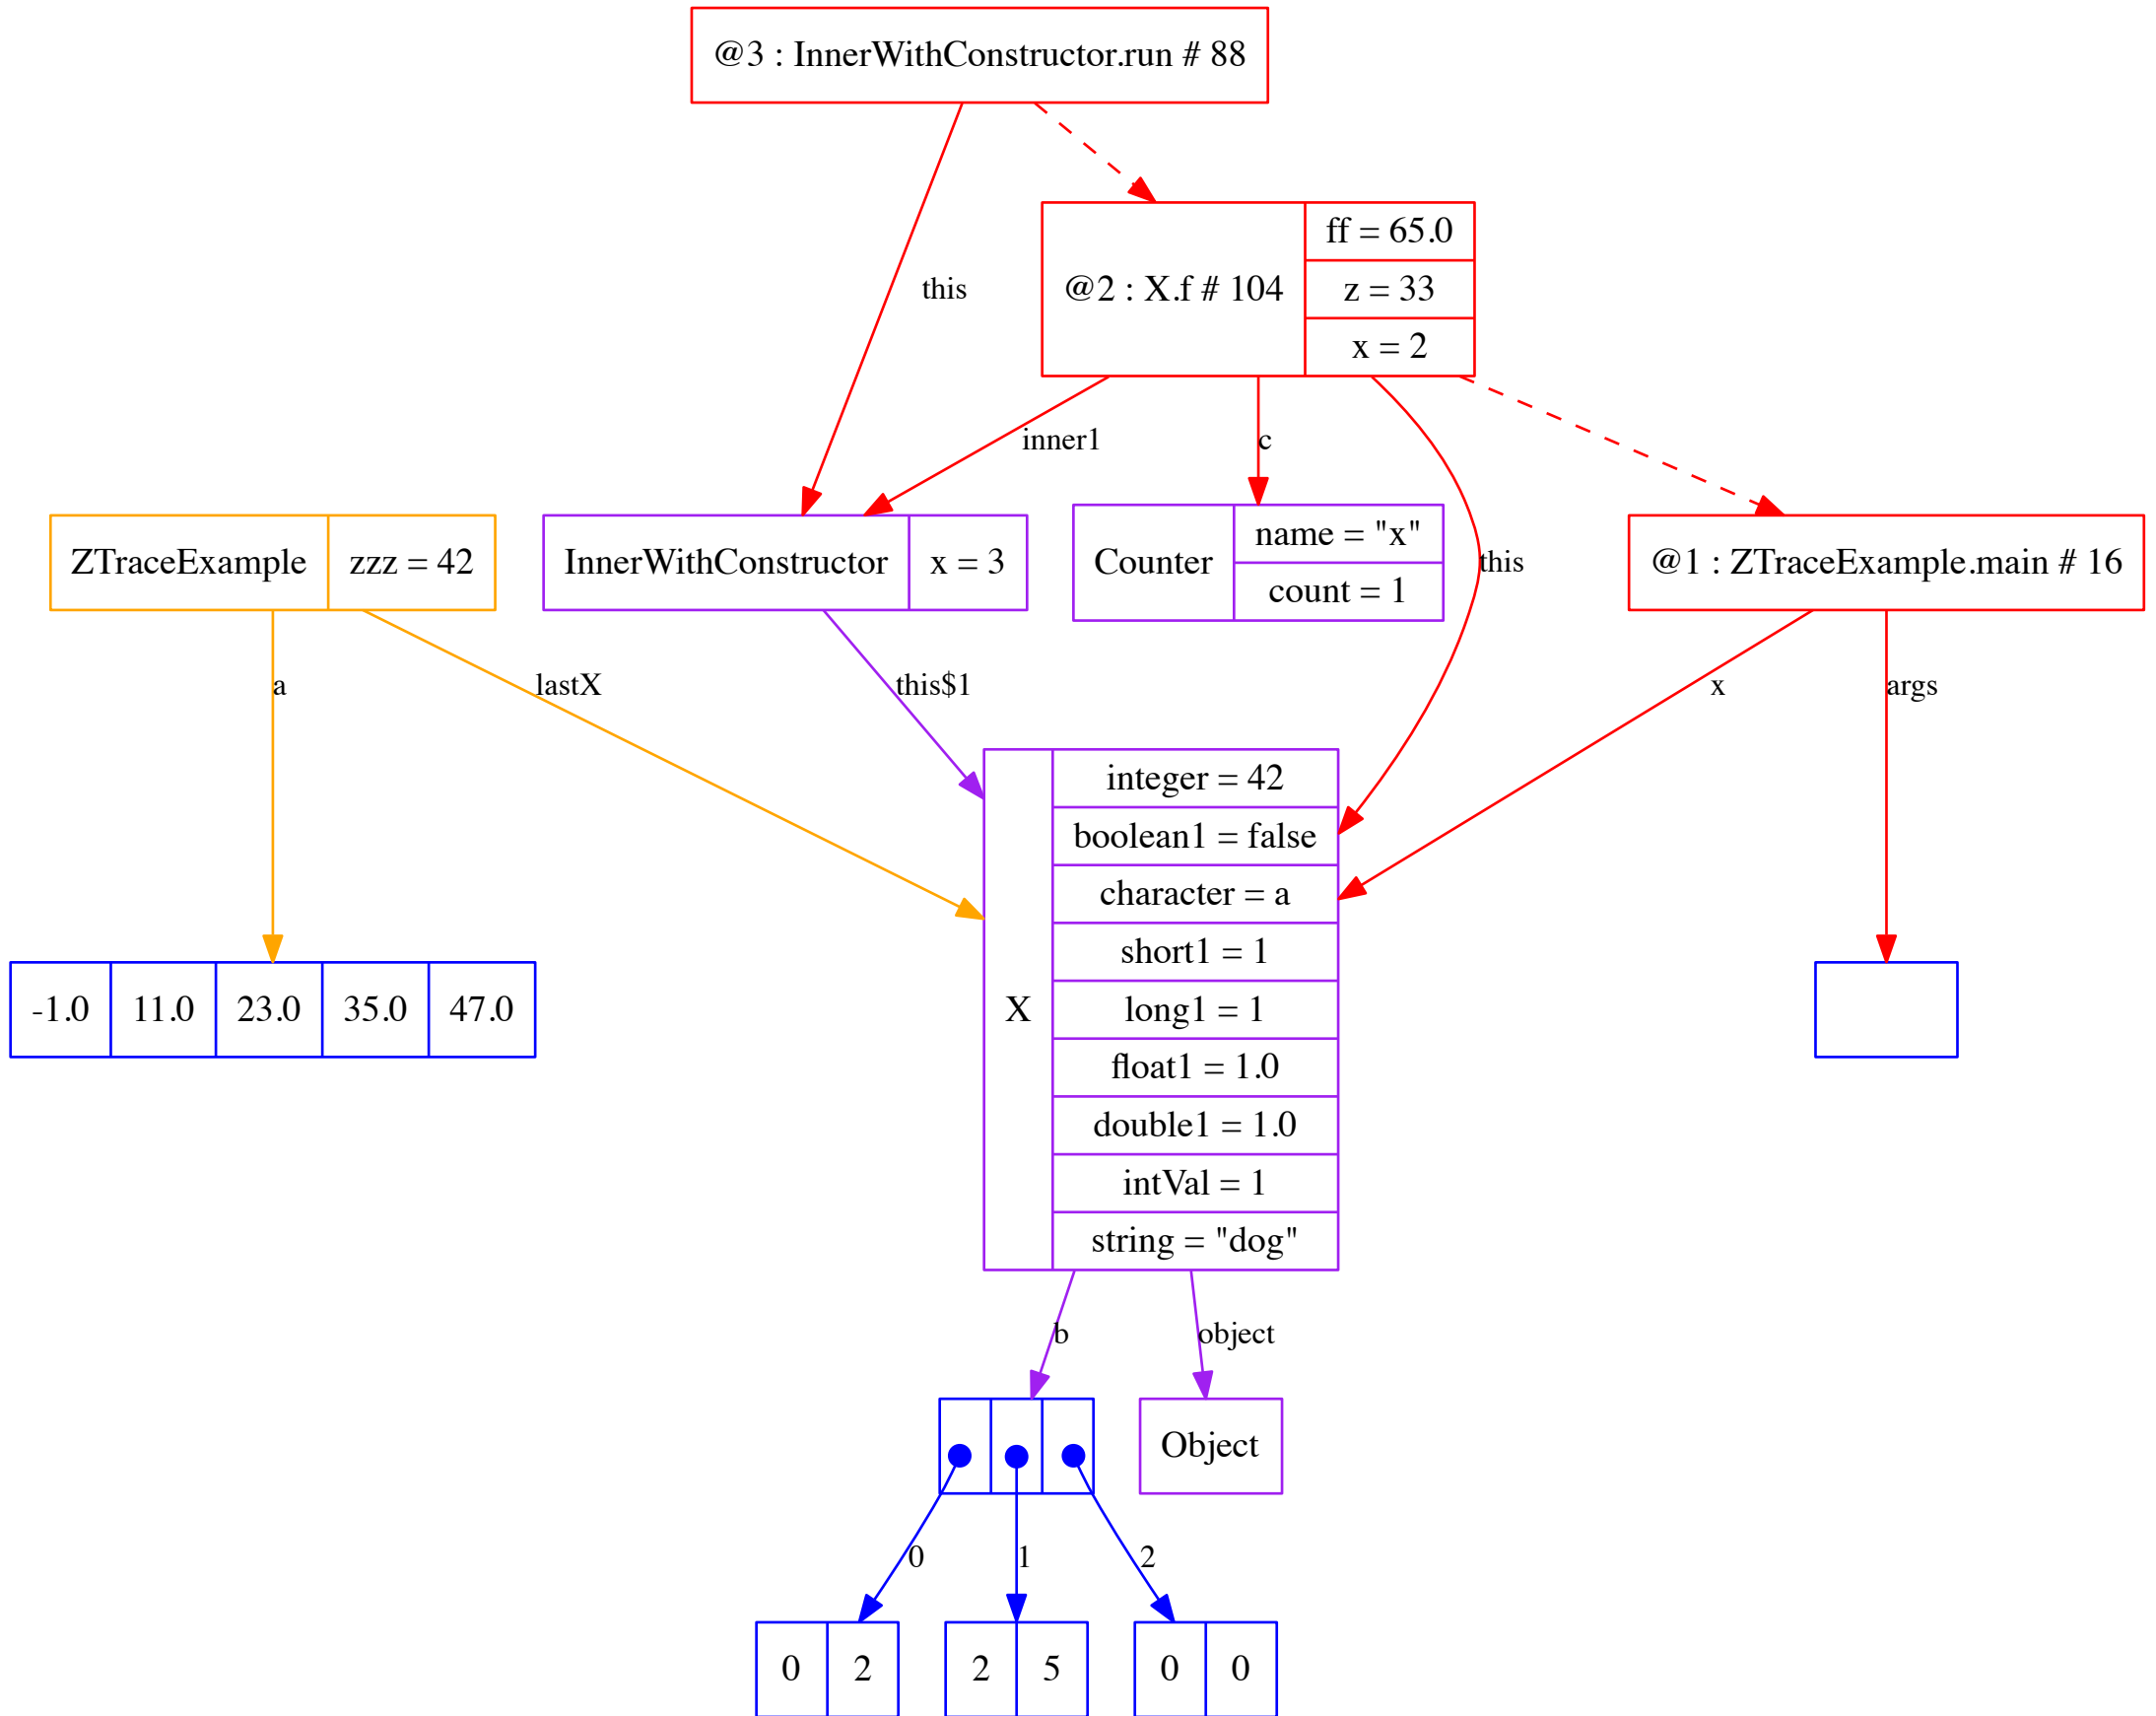 @3 : InnerWithConstructor.run # 88
this
@2 : X.f # 104
ff = 65.0
z = 33
x = 2
inner1
c
this
ZTraceExample
zzz = 42
InnerWithConstructor
x = 3
Counter
name = "x"
count = 1
@1 : ZTraceExample.main # 16
a
lastX
this$1
x
args
-1.0
11.0
23.0
35.0
47.0
X
integer = 42
boolean1 = false
character = a
short1 = 1
long1 = 1
float1 = 1.0
double1 = 1.0
intVal = 1
string = "dog"
b
object
Object
0
1
2
0
2
2
5
0
0